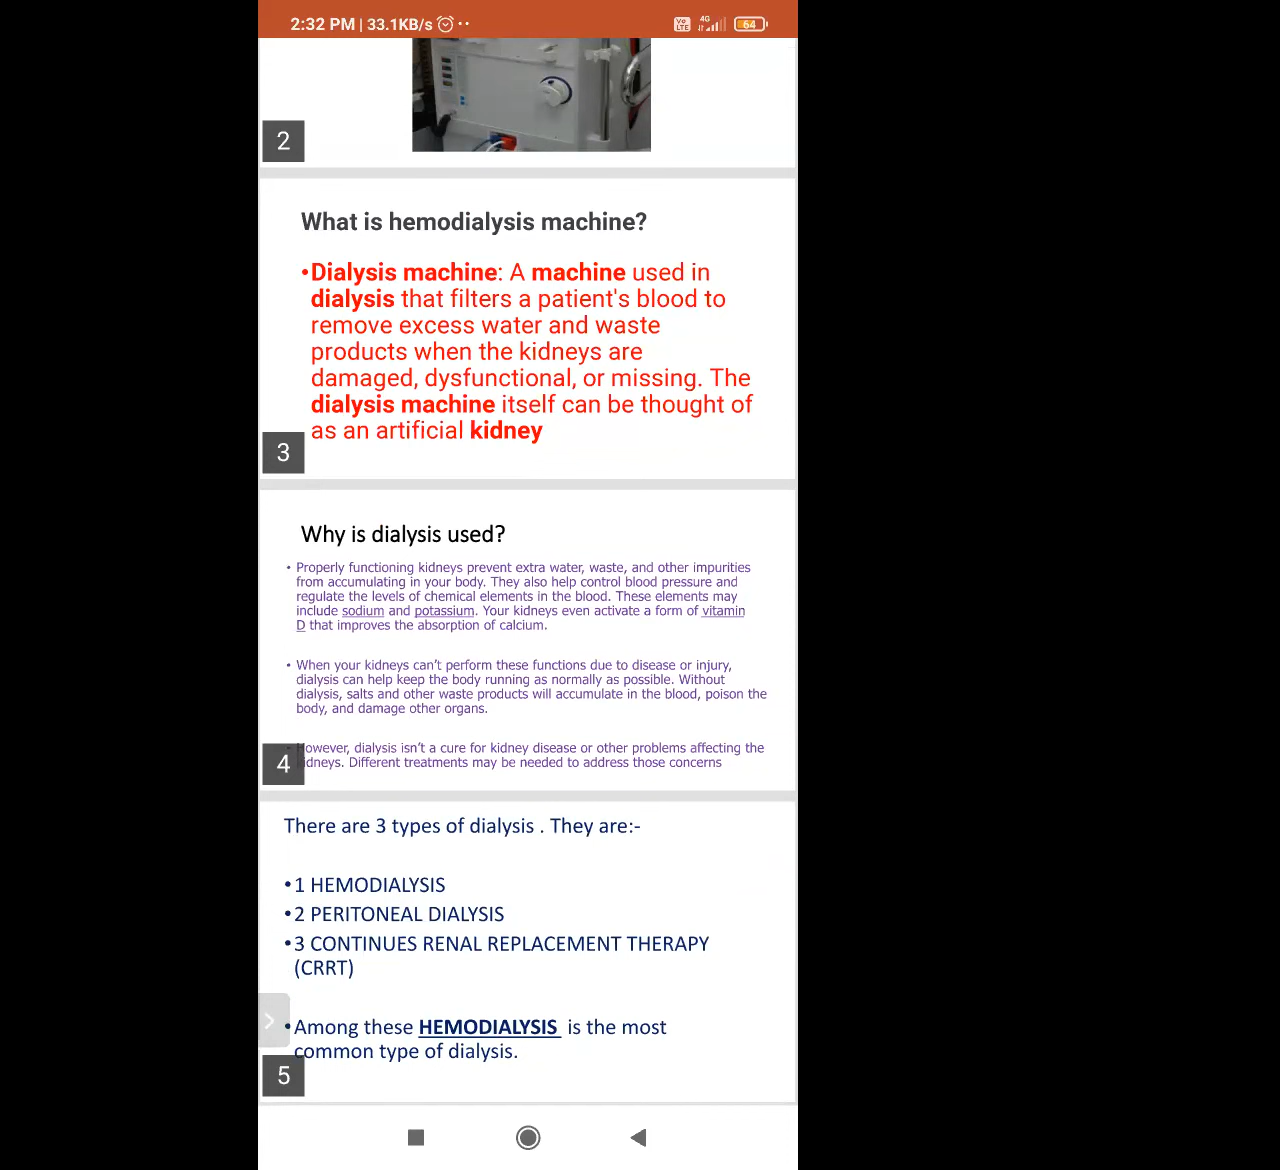 2:32 PM | 33.1KB/s
Vo LTE 4G 64
2
What is hemodialysis machine?
•Dialysis machine: A machine used in
dialysis that filters a patient's blood to
remove excess water and waste
products when the kidneys are
damaged, dysfunctional, or missing. The
dialysis machine itself can be thought of
as an artificial kidney
3
Why is dialysis used?
• Properly functioning kidneys prevent extra water, waste, and other impurities
from accumulating in your body. They also help control blood pressure and
regulate the levels of chemical elements in the blood. These elements may
include sodium and potassium. Your kidneys even activate a form of vitamin
D that improves the absorption of calcium.
• When your kidneys can't perform these functions due to disease or injury,
dialysis can help keep the body running as normally as possible. Without
dialysis, salts and other waste products will accumulate in the blood, poison the
body, and damage other organs.
• However, dialysis isn't a cure for kidney disease or other problems affecting the
kidneys. Different treatments may be needed to address those concerns
4
There are 3 types of dialysis . They are:-
•1 HEMODIALYSIS
•2 PERITONEAL DIALYSIS
•3 CONTINUES RENAL REPLACEMENT THERAPY
(CRRT)
•Among these HEMODIALYSIS is the most
common type of dialysis.
5